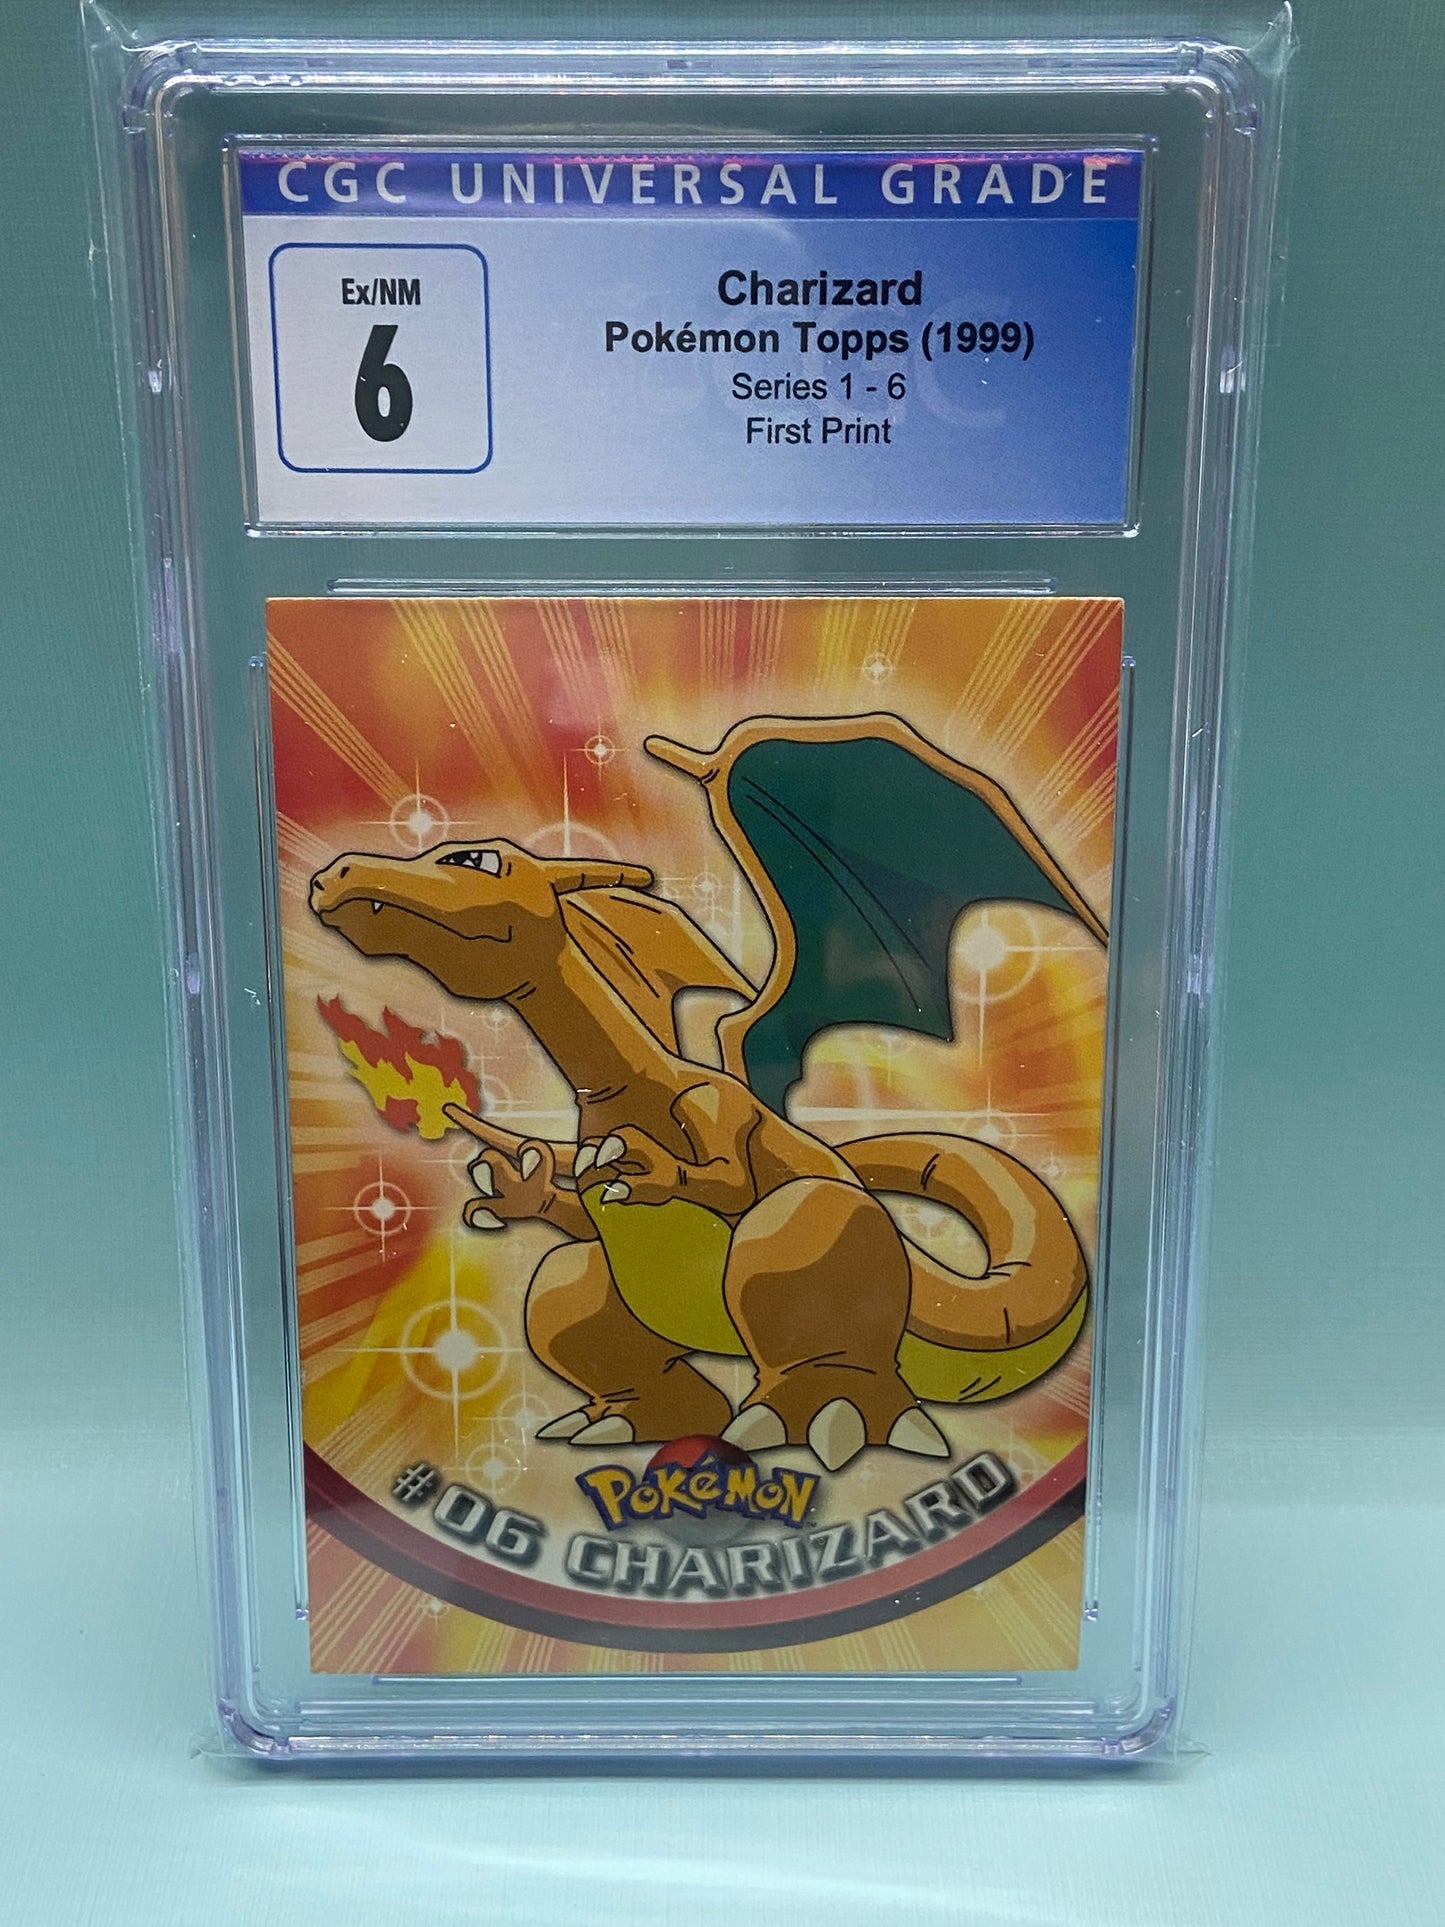 CGC UNIVERSAL GRADE
Ex/NM
6
Charizard
Pokémon Topps (1999)
Series 1 - 6
First Print
POKéMON
#06 CHARIZARD